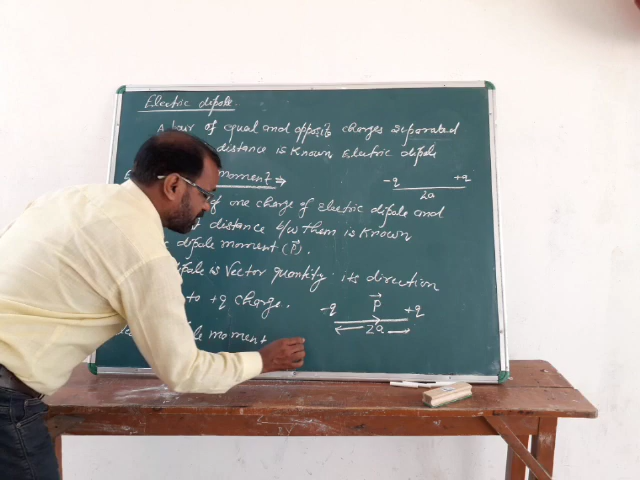 Electric dipole.
A pair of equal and opposite charges separated
distance is known Electric dipole
-q +q
2a
moment ⇒
of one charge of Electric dipole and
distance b/w them is known
dipole moment (P⃗).
dipole is Vector quantity. its direction
to +q charge.
P⃗
-q +q
2a
moment